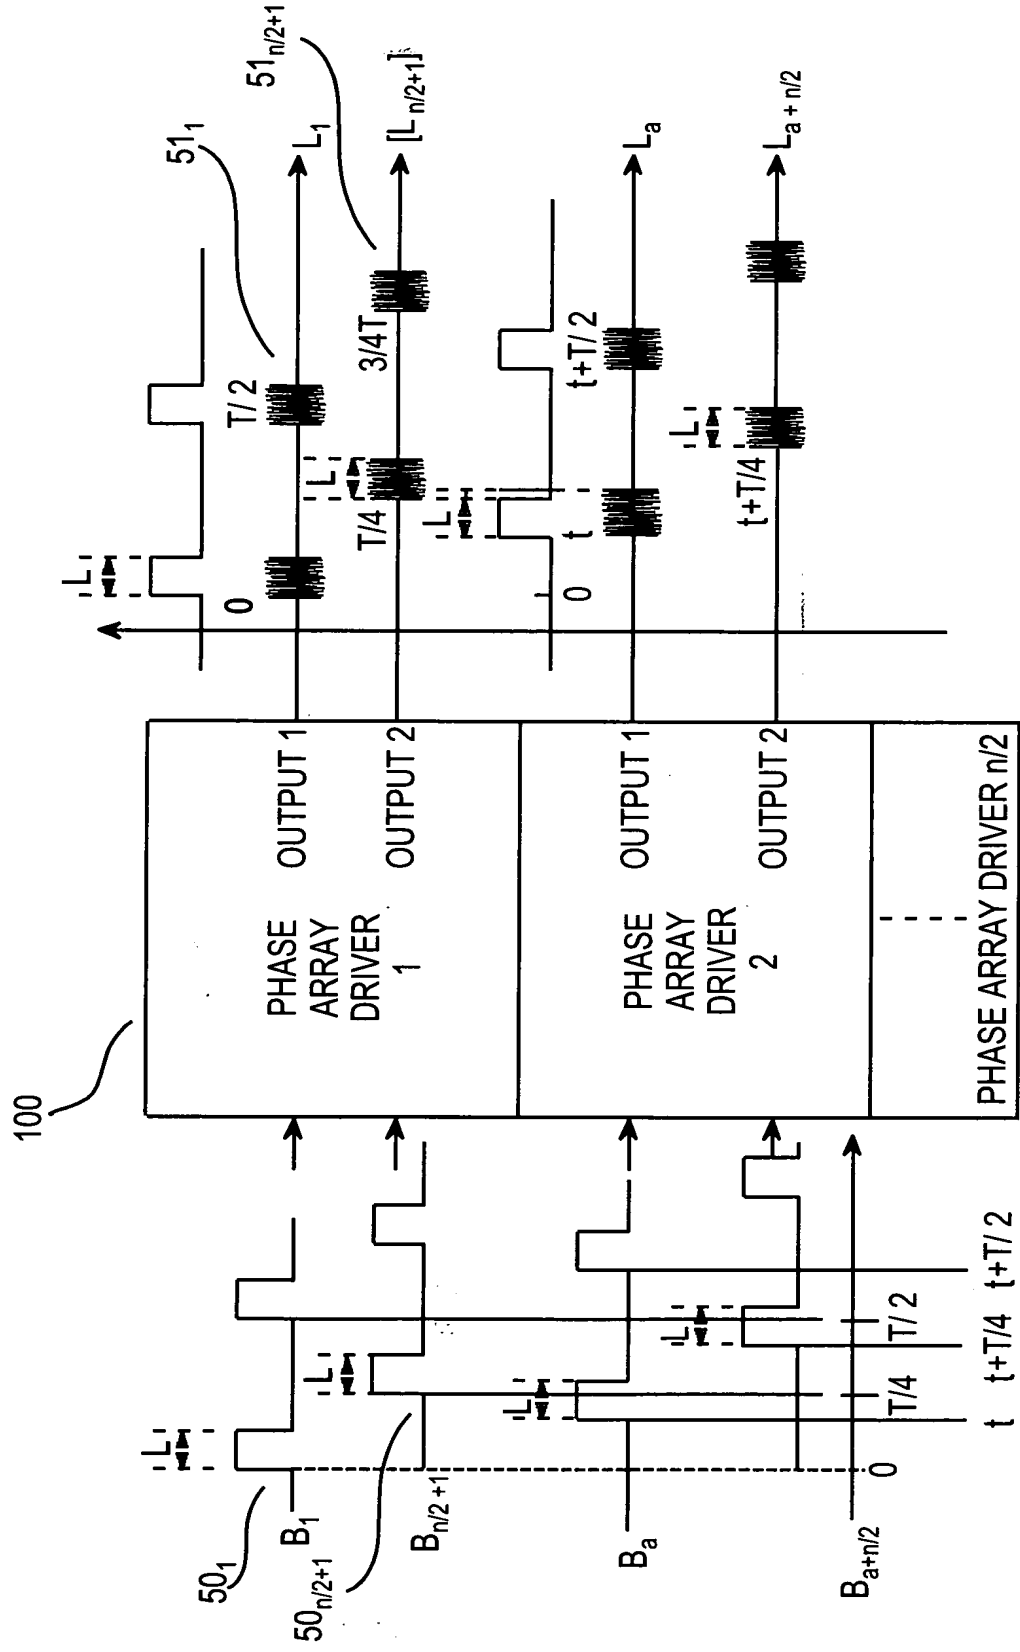 100
50₁
B₁
L
50ₙ/₂₊₁
Bₙ/₂₊₁
L
Bₐ
L
Bₐ₊ₙ/₂
L
0
T/4
T/2
t
t+T/4
t+T/2
PHASE
ARRAY
DRIVER
1
OUTPUT 1
OUTPUT 2
PHASE
ARRAY
DRIVER
2
OUTPUT 1
OUTPUT 2
PHASE ARRAY DRIVER n/2
L
0
T/2
51₁
L₁
T/4
L
3/4T
51ₙ/₂₊₁
[Lₙ/₂₊₁]
L
0
t
t+T/2
Lₐ
t+T/4
L
Lₐ₊ₙ/₂